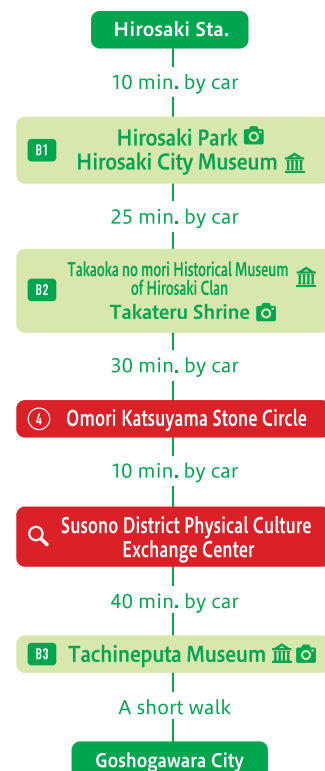 Hirosaki Sta.
10 min. by car
B1
Hirosaki Park
Hirosaki City Museum
25 min. by car
B2
Takaoka no mori Historical Museum
of Hirosaki Clan
Takateru Shrine
30 min. by car
④ Omori Katsuyama Stone Circle
10 min. by car
Susono District Physical Culture
Exchange Center
40 min. by car
B3 Tachineputa Museum
A short walk
Goshogawara City